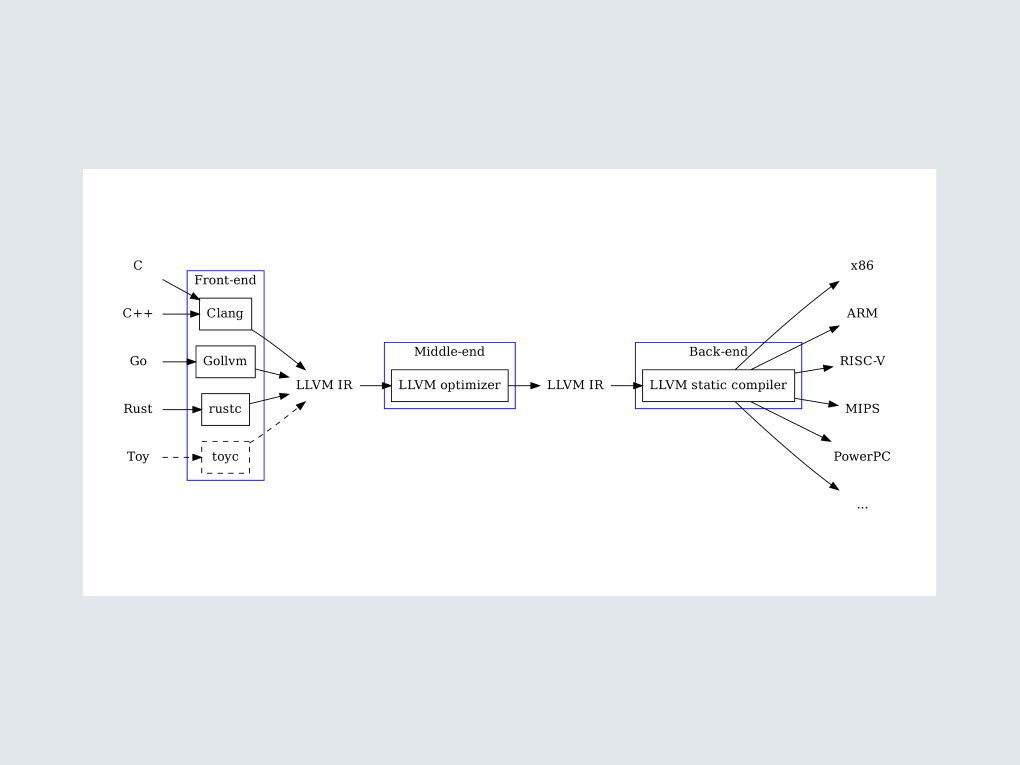 C
C++
Go
Rust
Toy
Front-end
Clang
Gollvm
rustc
toyc
LLVM IR
Middle-end
LLVM optimizer
LLVM IR
Back-end
LLVM static compiler
x86
ARM
RISC-V
MIPS
PowerPC
...